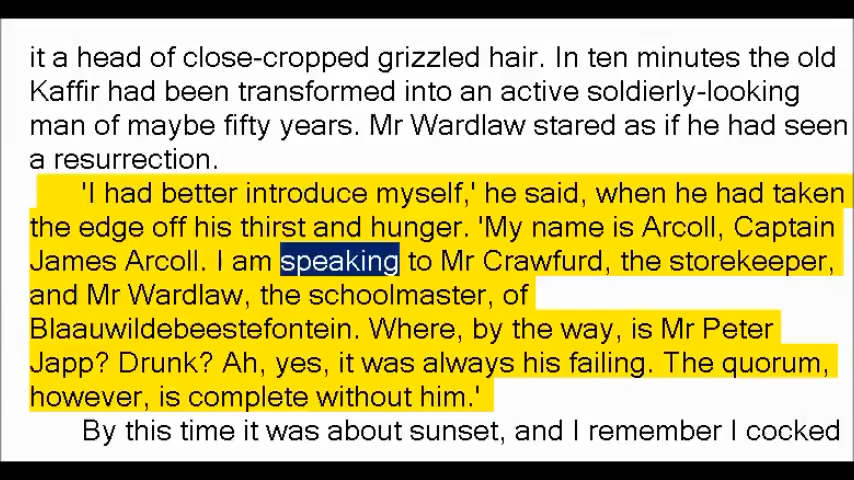 it a head of close-cropped grizzled hair. In ten minutes the old
Kaffir had been transformed into an active soldierly-looking
man of maybe fifty years. Mr Wardlaw stared as if he had seen
a resurrection.
'I had better introduce myself,' he said, when he had taken
the edge off his thirst and hunger. 'My name is Arcoll, Captain
James Arcoll. I am speaking to Mr Crawfurd, the storekeeper,
and Mr Wardlaw, the schoolmaster, of
Blaauwildebeestefontein. Where, by the way, is Mr Peter
Japp? Drunk? Ah, yes, it was always his failing. The quorum,
however, is complete without him.'
By this time it was about sunset, and I remember I cocked